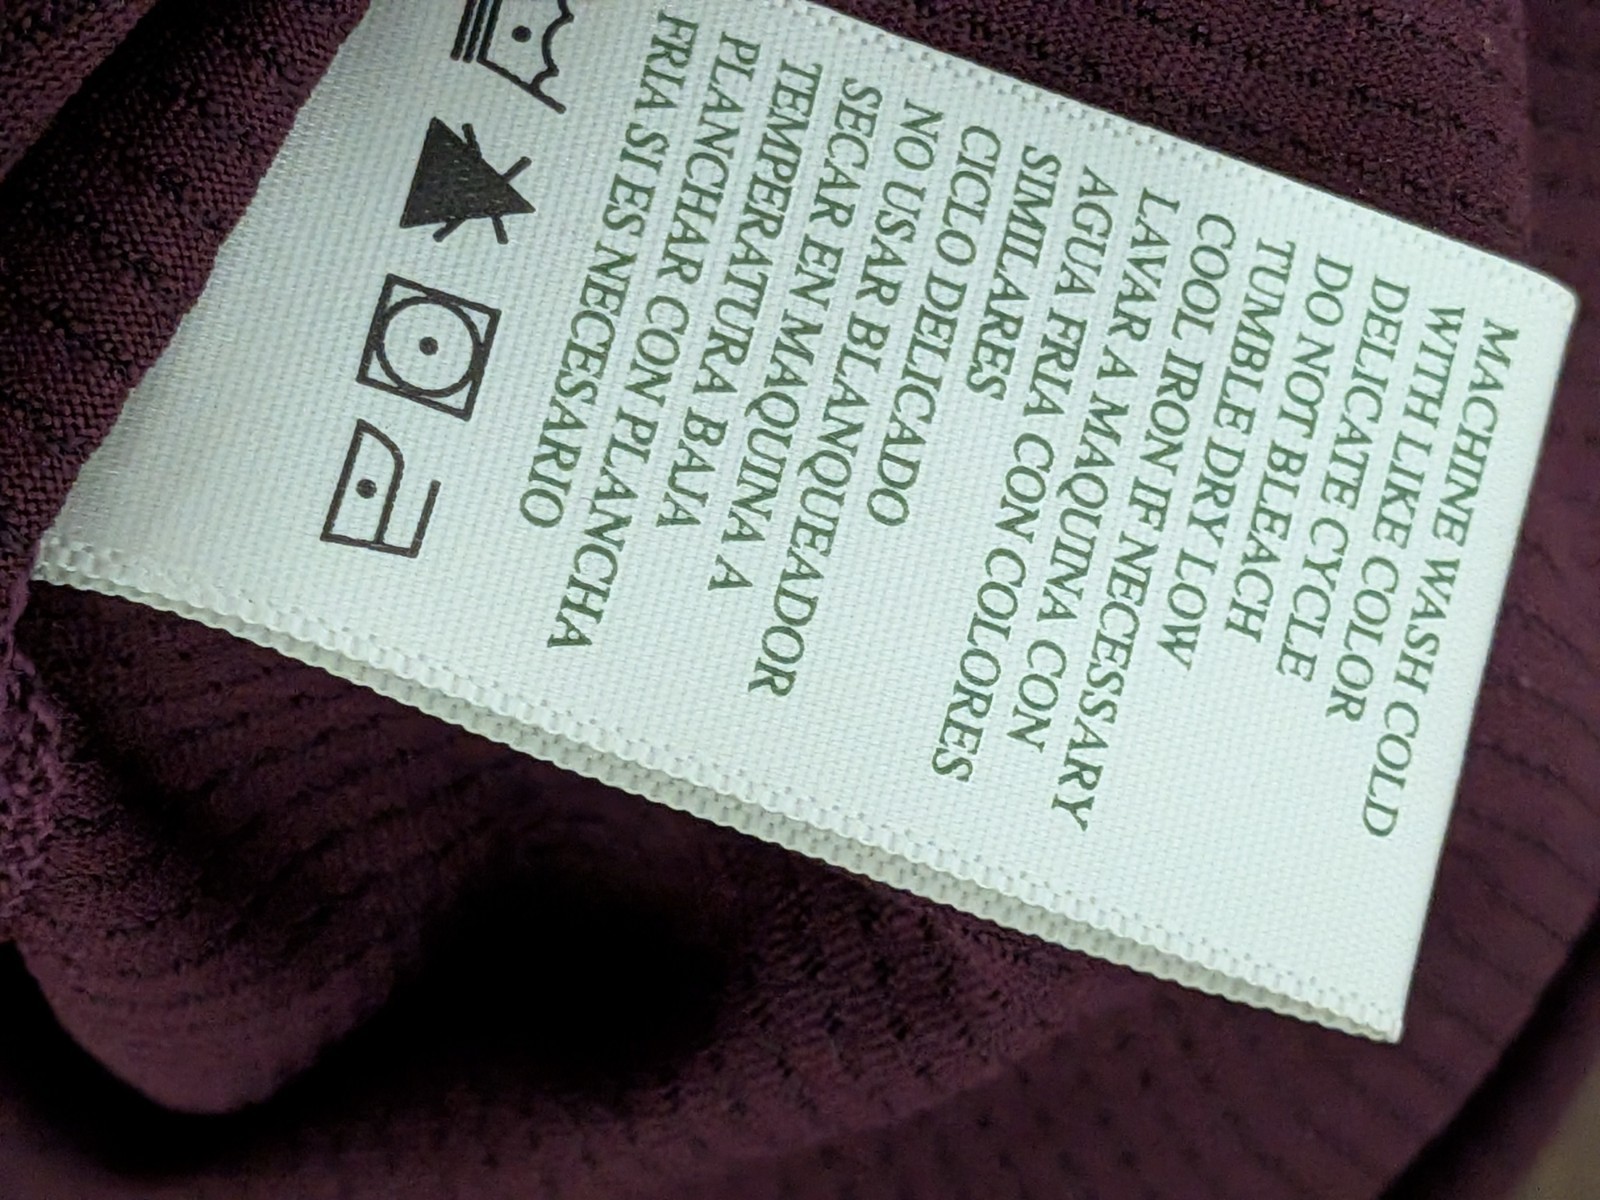 MACHINE WASH COLD
WTH LIKE COLOR
DELICATE CYCLE
DO NOT BLEACH
TUMBLE DRY LOW
COOL IRON IF NECESSARY
LAVAR A MAQUINA CON
AGUA FRIA CON COLORES
SIMILARES
CICLO DELICADO
NO USAR BLANQUEADOR
SECAR EN MAQUINA A
TEMPERATURA BAJA
PLANCHAR CON PLANCHA
FRIA SI ES NECESARIO